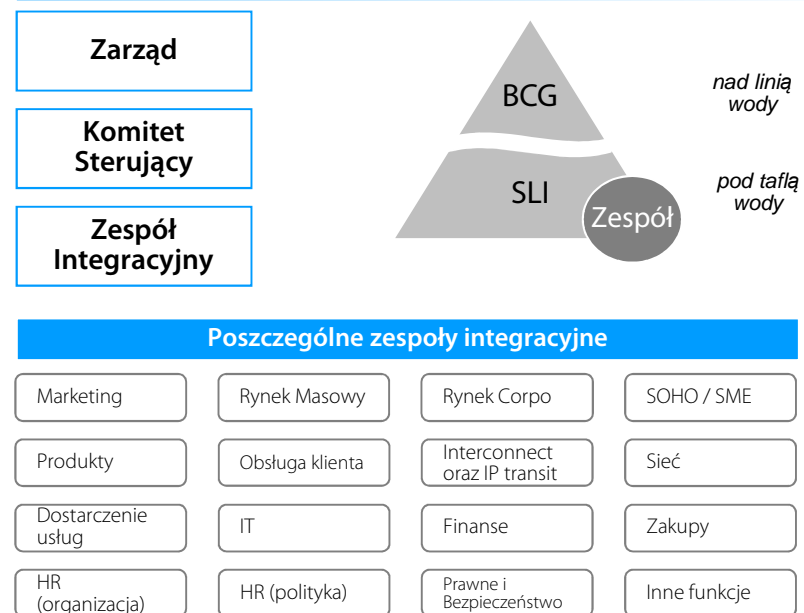 Zarząd
Komitet
Sterujący
Zespół
Integracyjny
BCG
SLI
Zespół
nad linią
wody
pod taflą
wody
Poszczególne zespoły integracyjne
Marketing
Rynek Masowy
Rynek Corpo
SOHO / SME
Produkty
Obsługa klienta
Interconnect
oraz IP transit
Sieć
Dostarczenie
usług
IT
Finanse
Zakupy
HR
(organizacja)
HR (polityka)
Prawne i
Bezpieczeństwo
Inne funkcje